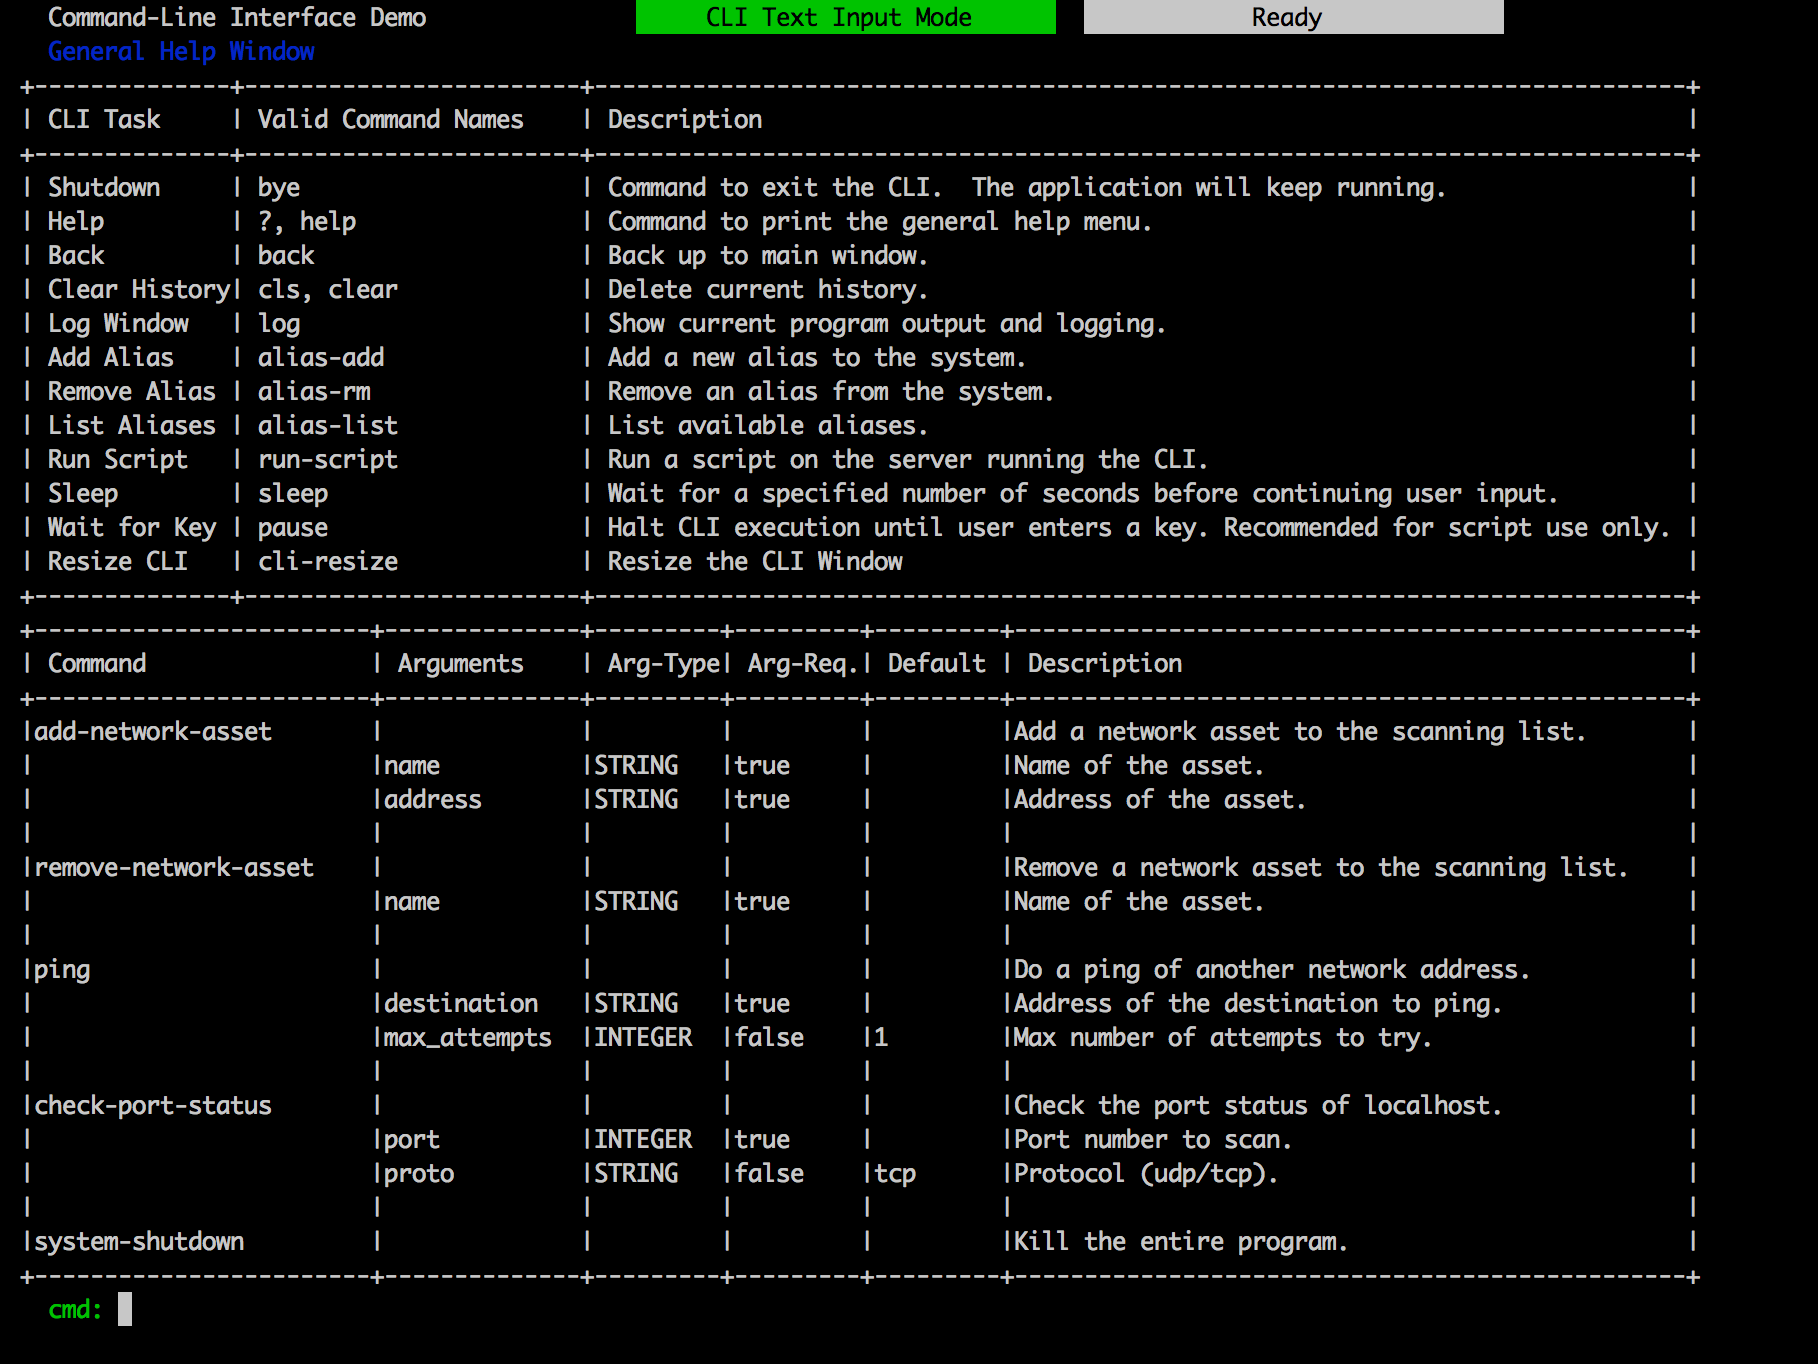 Command-Line Interface Demo CLI Text Input Mode Ready
General Help Window
+--------------+------------------------+------------------------------------------------------------------------------+
| CLI Task     | Valid Command Names    | Description                                                                  |
+--------------+------------------------+------------------------------------------------------------------------------+
| Shutdown     | bye                    | Command to exit the CLI.  The application will keep running.                 |
| Help         | ?, help                | Command to print the general help menu.                                      |
| Back         | back                   | Back up to main window.                                                      |
| Clear History| cls, clear             | Delete current history.                                                      |
| Log Window   | log                    | Show current program output and logging.                                     |
| Add Alias    | alias-add              | Add a new alias to the system.                                               |
| Remove Alias | alias-rm               | Remove an alias from the system.                                             |
| List Aliases | alias-list             | List available aliases.                                                      |
| Run Script   | run-script             | Run a script on the server running the CLI.                                  |
| Sleep        | sleep                  | Wait for a specified number of seconds before continuing user input.         |
| Wait for Key | pause                  | Halt CLI execution until user enters a key. Recommended for script use only. |
| Resize CLI   | cli-resize             | Resize the CLI Window                                                        |
+--------------+------------------------+------------------------------------------------------------------------------+
+------------------------+--------------+---------+---------+---------+------------------------------------------------+
| Command                | Arguments    | Arg-Type| Arg-Req.| Default | Description                                    |
+------------------------+--------------+---------+---------+---------+------------------------------------------------+
|add-network-asset       |              |         |         |         |Add a network asset to the scanning list.       |
|                        |name          |STRING   |true     |         |Name of the asset.                              |
|                        |address       |STRING   |true     |         |Address of the asset.                           |
|                        |              |         |         |         |                                                |
|remove-network-asset    |              |         |         |         |Remove a network asset to the scanning list.    |
|                        |name          |STRING   |true     |         |Name of the asset.                              |
|                        |              |         |         |         |                                                |
|ping                    |              |         |         |         |Do a ping of another network address.           |
|                        |destination   |STRING   |true     |         |Address of the destination to ping.             |
|                        |max_attempts  |INTEGER  |false    |1        |Max number of attempts to try.                  |
|                        |              |         |         |         |                                                |
|check-port-status       |              |         |         |         |Check the port status of localhost.             |
|                        |port          |INTEGER  |true     |         |Port number to scan.                            |
|                        |proto         |STRING   |false    |tcp      |Protocol (udp/tcp).                             |
|                        |              |         |         |         |                                                |
|system-shutdown         |              |         |         |         |Kill the entire program.                        |
+------------------------+--------------+---------+---------+---------+------------------------------------------------+
cmd: